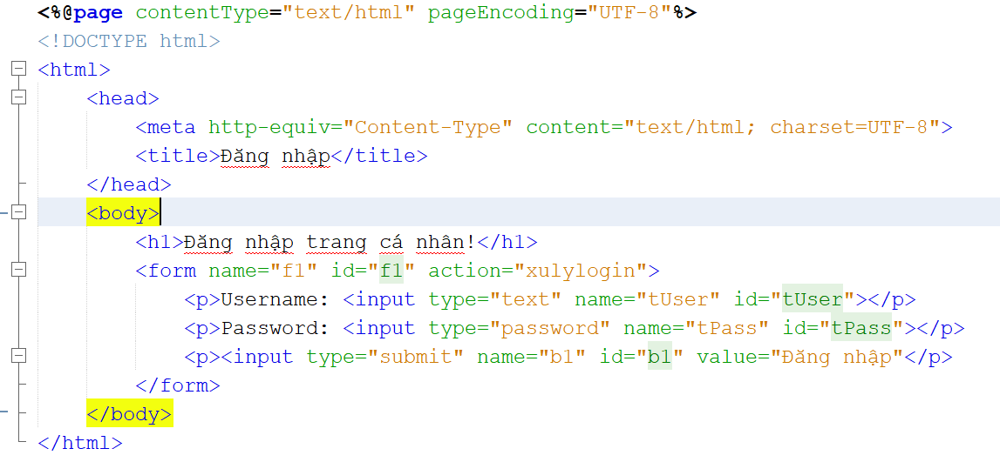 <%@page contentType="text/html" pageEncoding="UTF-8"%>
<!DOCTYPE html>
<html>
    <head>
        <meta http-equiv="Content-Type" content="text/html; charset=UTF-8">
        <title>Đăng nhập</title>
    </head>
    <body>
        <h1>Đăng nhập trang cá nhân!</h1>
        <form name="f1" id="f1" action="xulylogin">
            <p>Username: <input type="text" name="tUser" id="tUser"></p>
            <p>Password: <input type="password" name="tPass" id="tPass"></p>
            <p><input type="submit" name="b1" id="b1" value="Đăng nhập"</p>
        </form>
    </body>
</html>